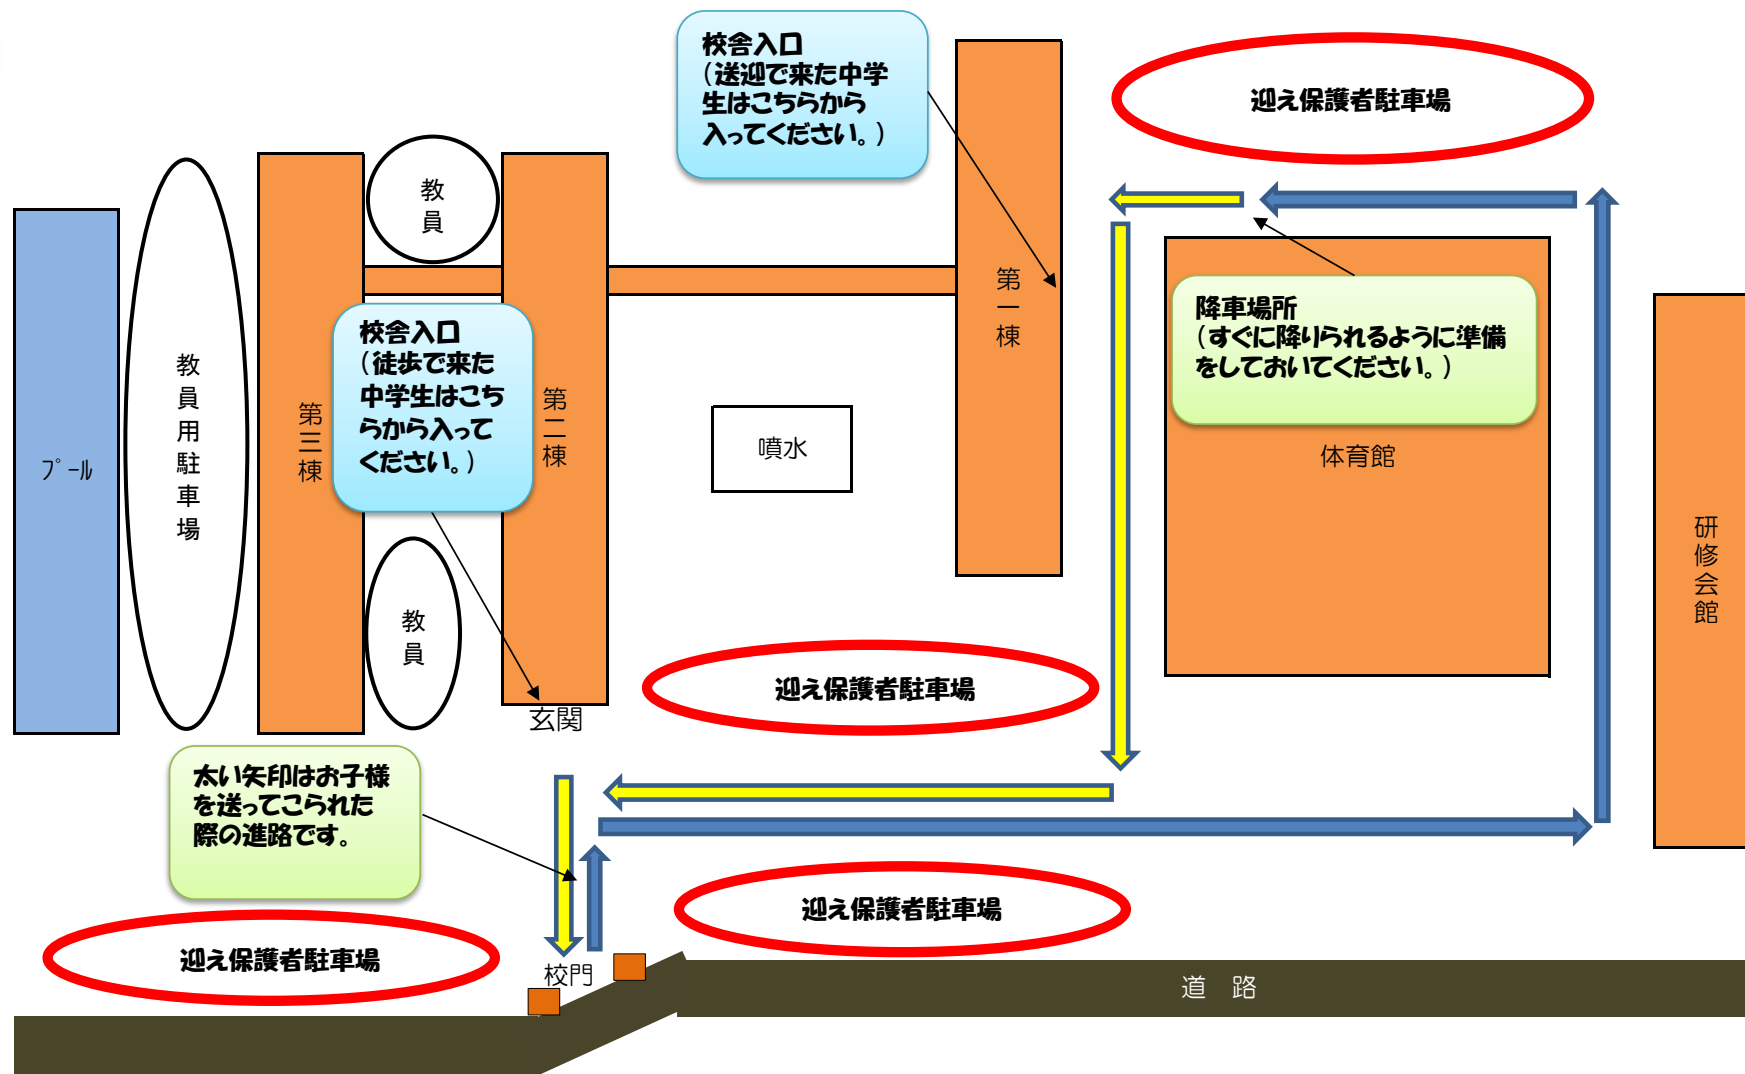 校舎入口
（送迎で来た中学
生はこちらから
入ってください。）
迎え保護者駐車場
教員
第一棟
降車場所
（すぐに降りられるように準備
をしておいてください。）
校舎入口
（徒歩で来た
中学生はこち
らから入って
ください。）
教員用駐車場
第三棟
第二棟
噴水
体育館
プール
研修会館
教員
迎え保護者駐車場
玄関
太い矢印はお子様
を送ってこられた
際の進路です。
迎え保護者駐車場
迎え保護者駐車場
校門
道　路